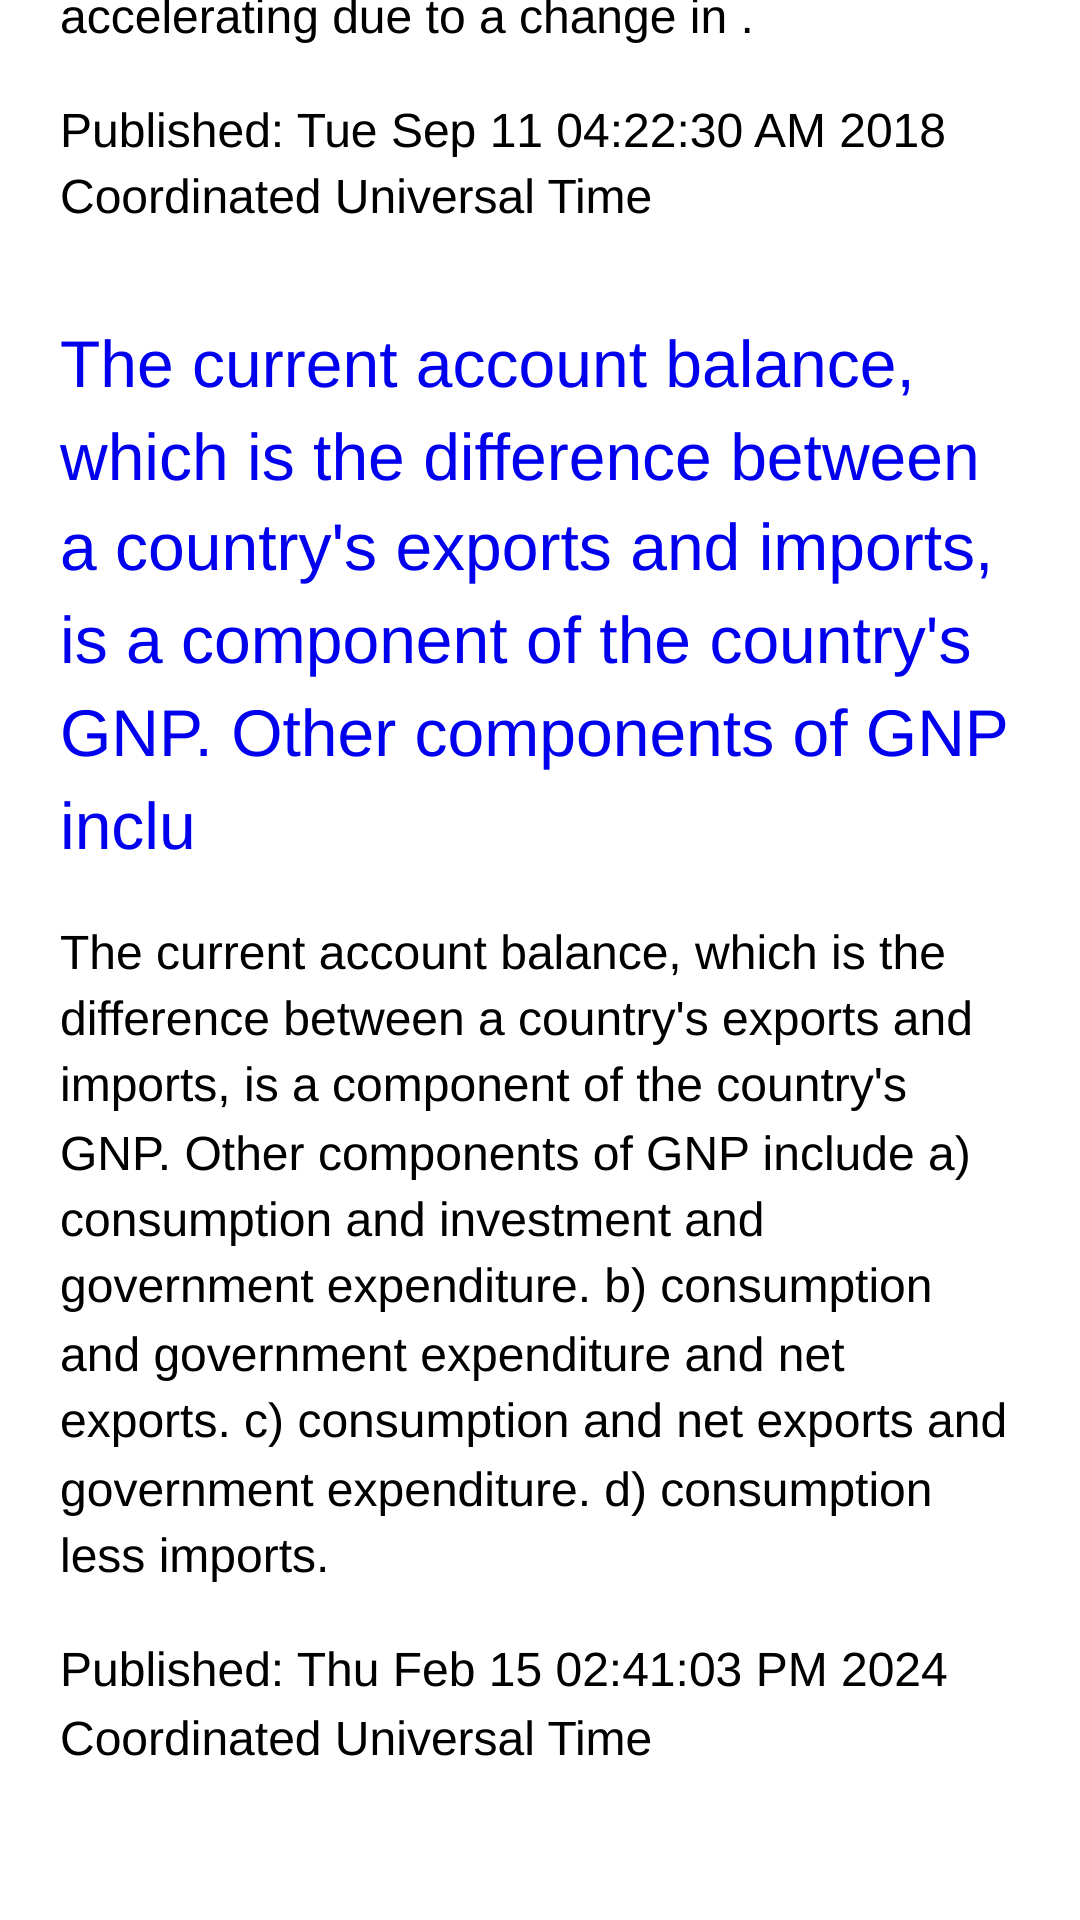 accelerating due to a change in .
Published: Tue Sep 11 04:22:30 AM 2018
Coordinated Universal Time
The current account balance,
which is the difference between
a country's exports and imports,
is a component of the country's
GNP. Other components of GNP
inclu
The current account balance, which is the
difference between a country's exports and
imports, is a component of the country's
GNP. Other components of GNP include a)
consumption and investment and
government expenditure. b) consumption
and government expenditure and net
exports. c) consumption and net exports and
government expenditure. d) consumption
less imports.
Published: Thu Feb 15 02:41:03 PM 2024
Coordinated Universal Time